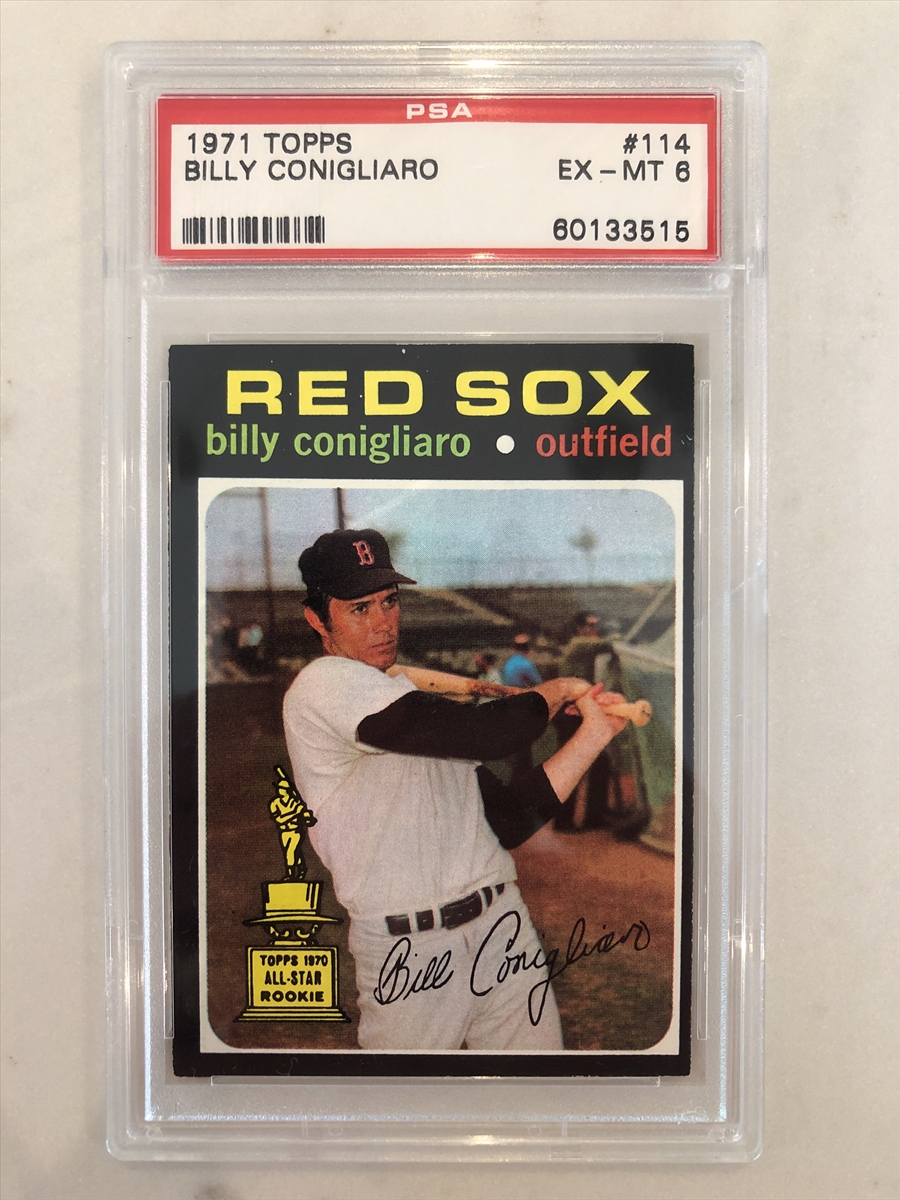 PSA
1971 TOPPS #114
BILLY CONIGLIARO EX - MT 6
60133515
RED SOX
billy conigliaro • outfield
B
TOPPS 1970
ALL-STAR
ROOKIE
Bill Conigliaro